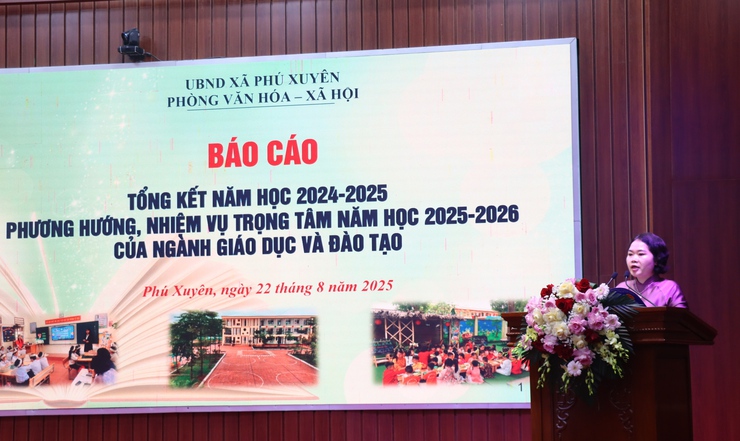 UBND XÃ PHÚ XUYÊN
PHÒNG VĂN HÓA – XÃ HỘI
BÁO CÁO
TỔNG KẾT NĂM HỌC 2024-2025
PHƯƠNG HƯỚNG, NHIỆM VỤ TRỌNG TÂM NĂM HỌC 2025-2026
CỦA NGÀNH GIÁO DỤC VÀ ĐÀO TẠO
Phú Xuyên, ngày 22 tháng 8 năm 2025
1